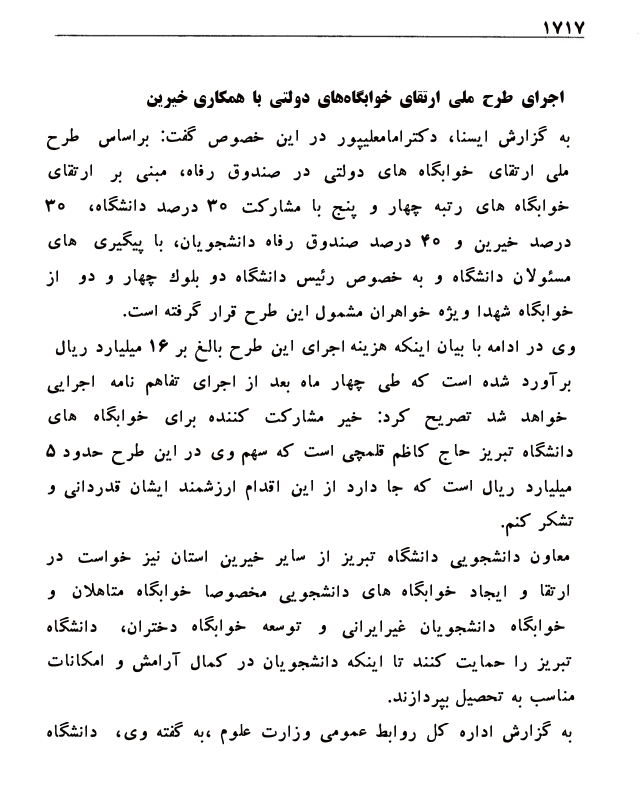 ۱۷۱۷
اجرای طرح ملی ارتقای خوابگاه‌های دولتی با همکاری خیرین
به گزارش ایسنا، دکترامامعلیپور در این خصوص گفت: براساس طرح
ملی ارتقای خوابگاه های دولتی در صندوق رفاه، مبنی بر ارتقای
خوابگاه های رتبه چهار و پنج با مشارکت ۳۰ درصد دانشگاه، ۳۰
درصد خیرین و ۴۰ درصد صندوق رفاه دانشجویان، با پیگیری های
مسئولان دانشگاه و به خصوص رئیس دانشگاه دو بلوك چهار و دو از
خوابگاه شهدا ویژه خواهران مشمول این طرح قرار گرفته است.
وی در ادامه با بیان اینکه هزینه اجرای این طرح بالغ بر ۱۶ میلیارد ریال
برآورد شده است که طی چهار ماه بعد از اجرای تفاهم نامه اجرایی
خواهد شد تصریح کرد: خیر مشارکت کننده برای خوابگاه های
دانشگاه تبریز حاج کاظم قلمچی است که سهم وی در این طرح حدود ۵
میلیارد ریال است که جا دارد از این اقدام ارزشمند ایشان قدردانی و
تشکر کنم.
معاون دانشجویی دانشگاه تبریز از سایر خیرین استان نیز خواست در
ارتقا و ایجاد خوابگاه های دانشجویی مخصوصا خوابگاه متاهلان و
خوابگاه دانشجویان غیرایرانی و توسعه خوابگاه دختران، دانشگاه
تبریز را حمایت کنند تا اینکه دانشجویان در کمال آرامش و امکانات
مناسب به تحصیل بپردازند.
به گزارش اداره کل روابط عمومی وزارت علوم ،به گفته وی، دانشگاه